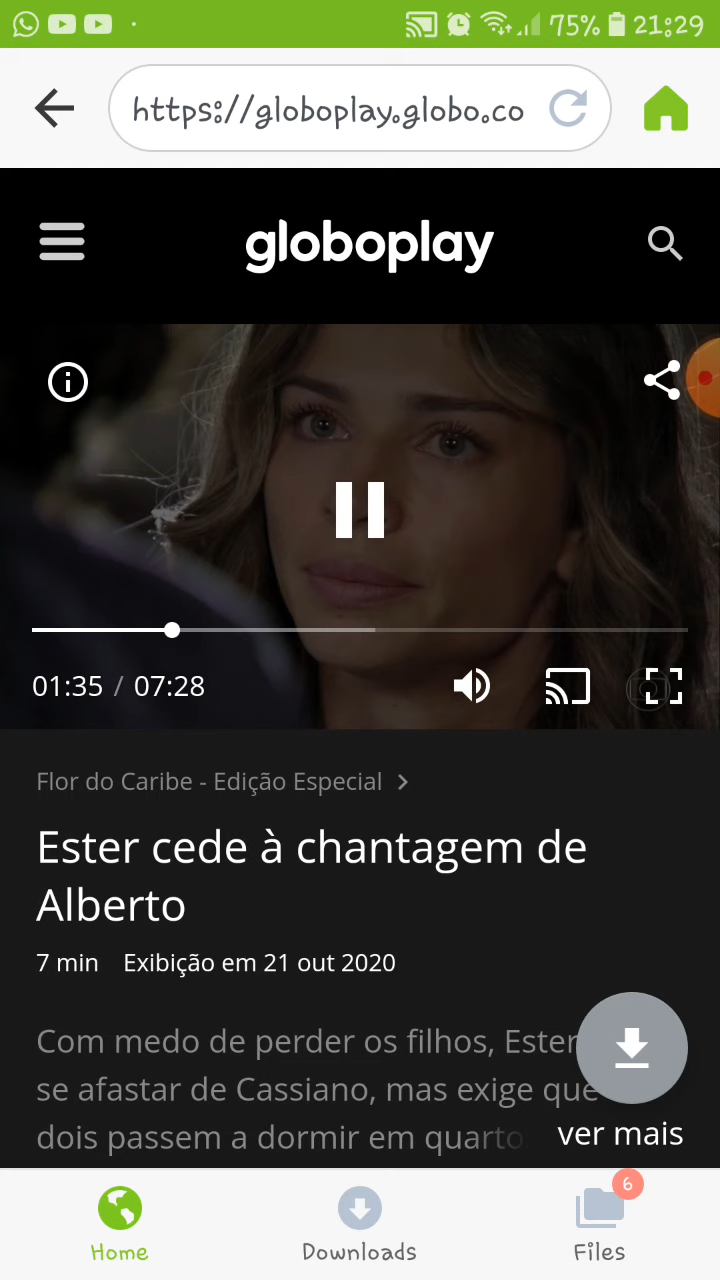 75% 21:29
https://globoplay.globo.co
globoplay
01:35 / 07:28
Flor do Caribe - Edição Especial
Ester cede à chantagem de
Alberto
7 min Exibição em 21 out 2020
Com medo de perder os filhos, Ester
se afastar de Cassiano, mas exige que
dois passem a dormir em quarto
ver mais
6
Home Downloads Files